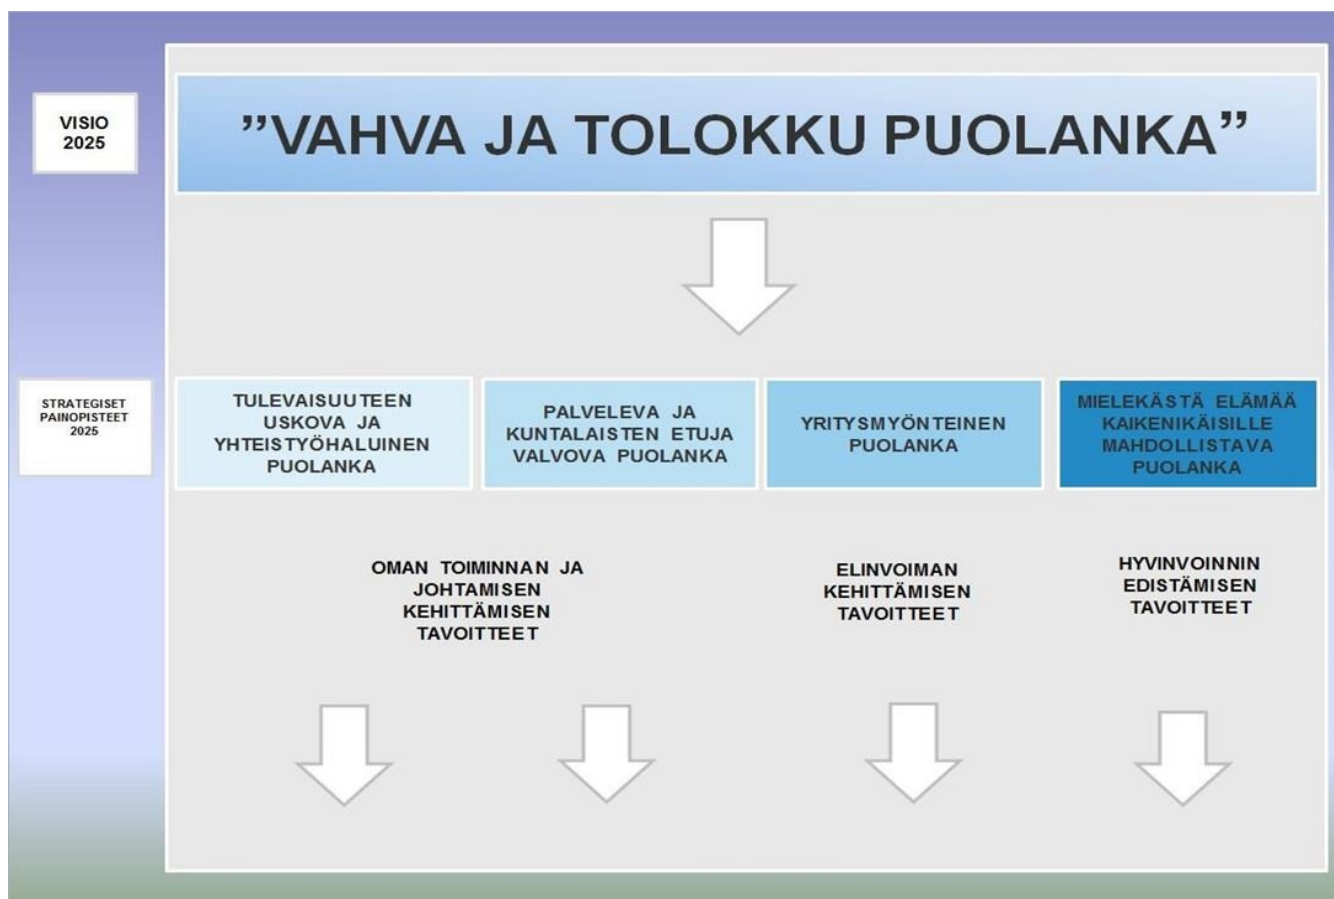 VISIO
2025
”VAHVA JA TOLOKKU PUOLANKA”
STRATEGISET
PAINOPISTEET
2025
TULEVAISUUTEEN
USKOVA JA
YHTEISTYÖHALUINEN
PUOLANKA
PALVELEVA JA
KUNTALAISTEN ETUJA
VALVOVA PUOLANKA
YRITYSMYÖNTEINEN
PUOLANKA
MIELEKÄSTÄ ELÄMÄÄ
KAIKENIKÄISILLE
MAHDOLLISTAVA
PUOLANKA
OMAN TOIMINNAN JA
JOHTAMISEN
KEHITTÄMISEN
TAVOITTEET
ELINVOIMAN
KEHITTÄMISEN
TAVOITTEET
HYVINVOINNIN
EDISTÄMISEN
TAVOITTEET